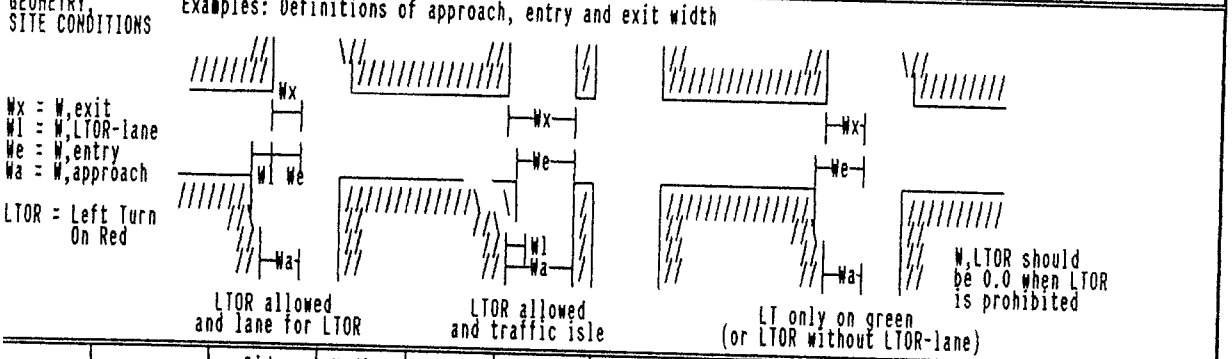 GEOMETRY, SITE CONDITIONS
Examples: Definitions of approach, entry and exit width
Wx = W,exit
Wl = W,LTOR-lane
We = W,entry
Wa = W,approach
LTOR = Left Turn
On Red
Wx
Wl We
Wa
LTOR allowed
and lane for LTOR
Wx
We
Wl
Wa
LTOR allowed
and traffic isle
Wx
We
Wa
LT only on green
(or LTOR without LTOR-lane)
W,LTOR should
be 0.0 when LTOR
is prohibited